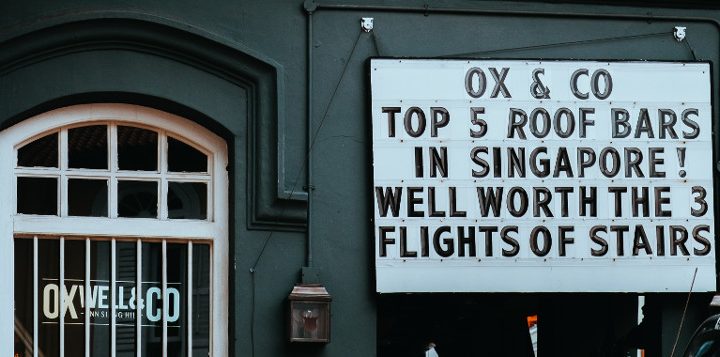 OX & CO
TOP 5 ROOF BARS
IN SINGAPORE!
WELL WORTH THE 3
FLIGHTS OF STAIRS
OXWELL&CO